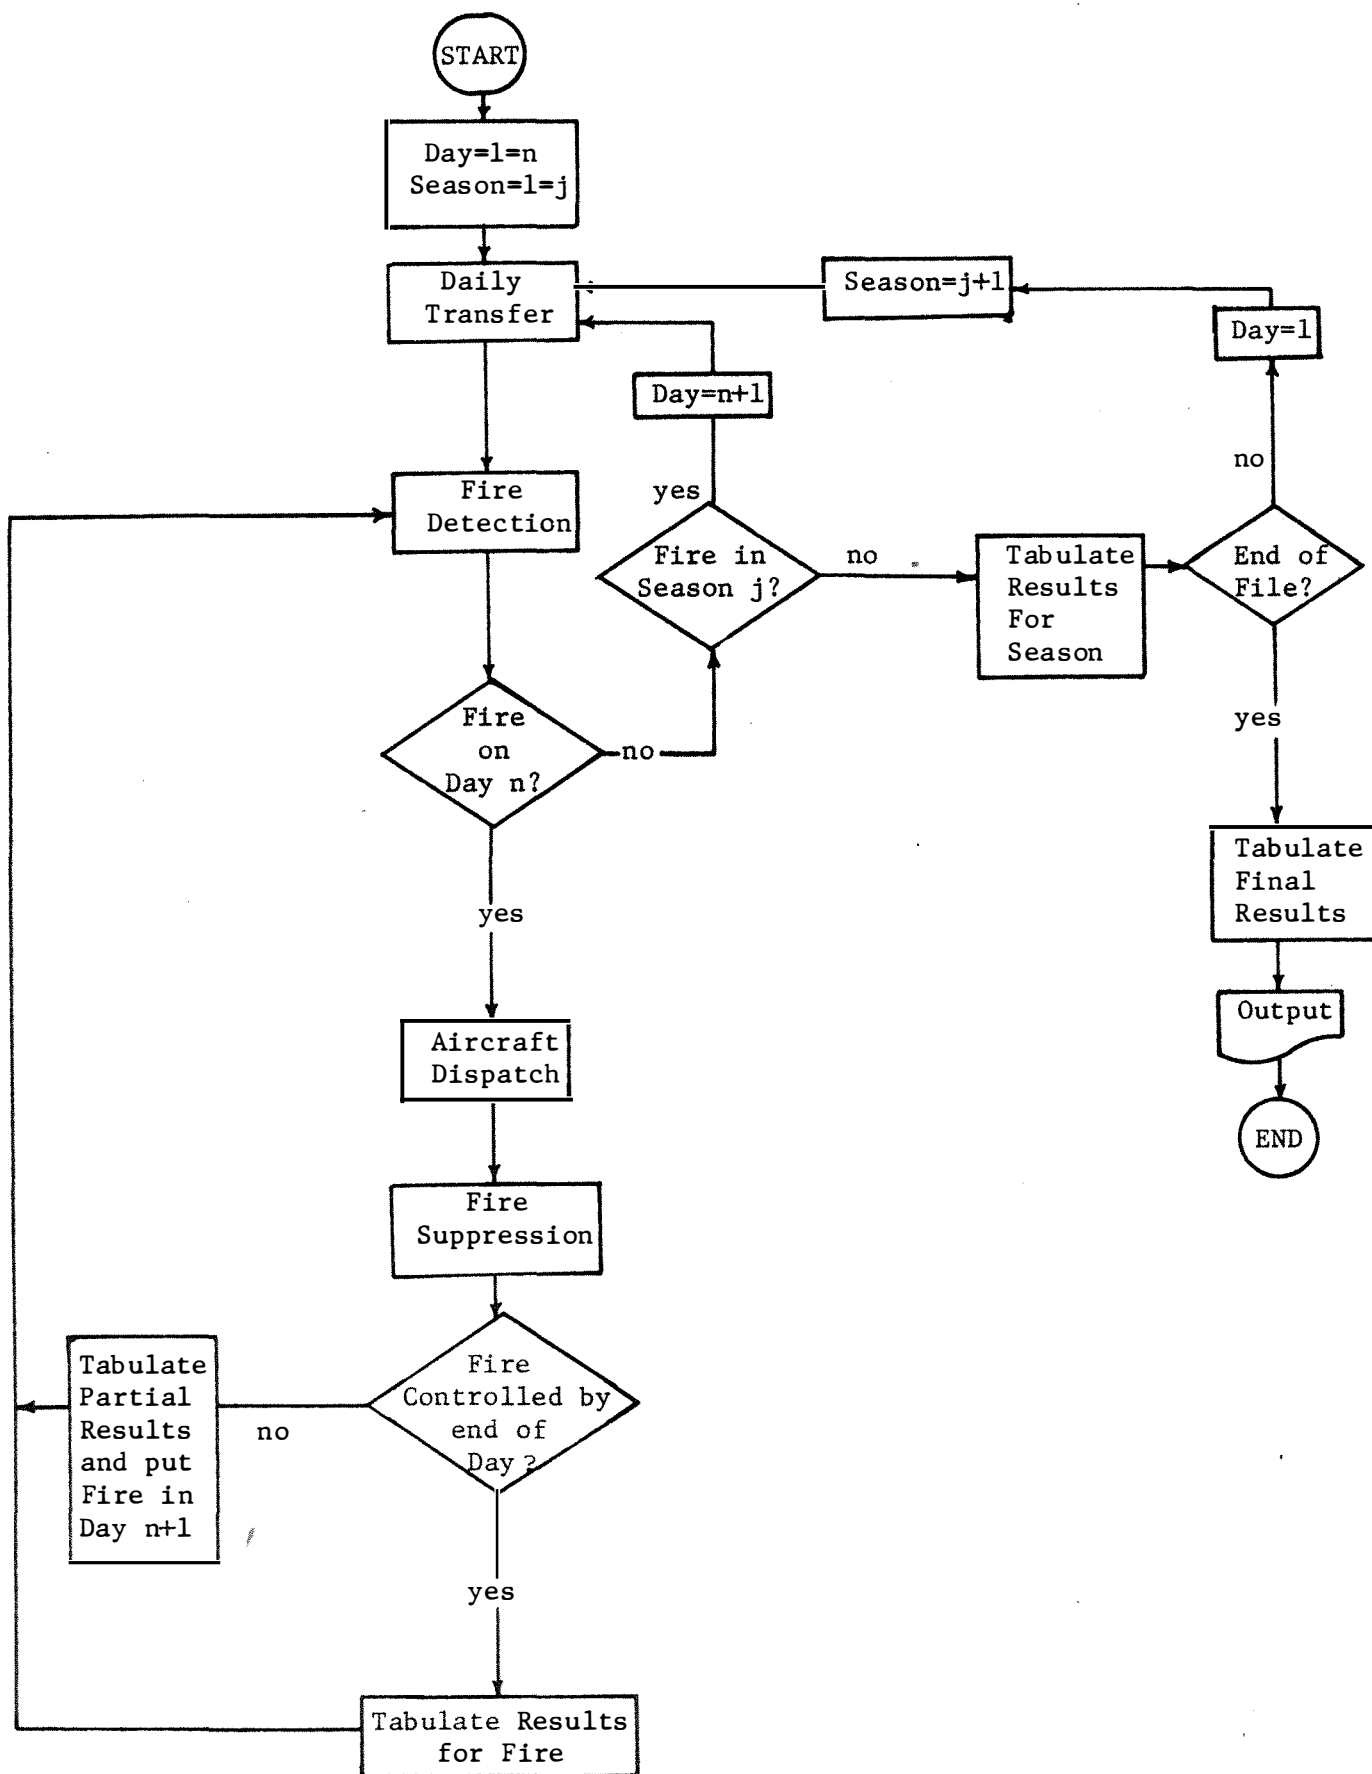 START
Day=1=n
Season=1=j
Daily
Transfer
Season=j+1
Day=1
Day=n+1
no
yes
Fire
Detection
Fire in
Season j?
no
Tabulate
Results
For
Season
End of
File?
yes
Fire
on
Day n?
no
Tabulate
Final
Results
yes
Output
Aircraft
Dispatch
END
Fire
Suppression
Fire
Controlled by
end of
Day?
no
Tabulate
Partial
Results
and put
Fire in
Day n+1
yes
Tabulate Results
for Fire